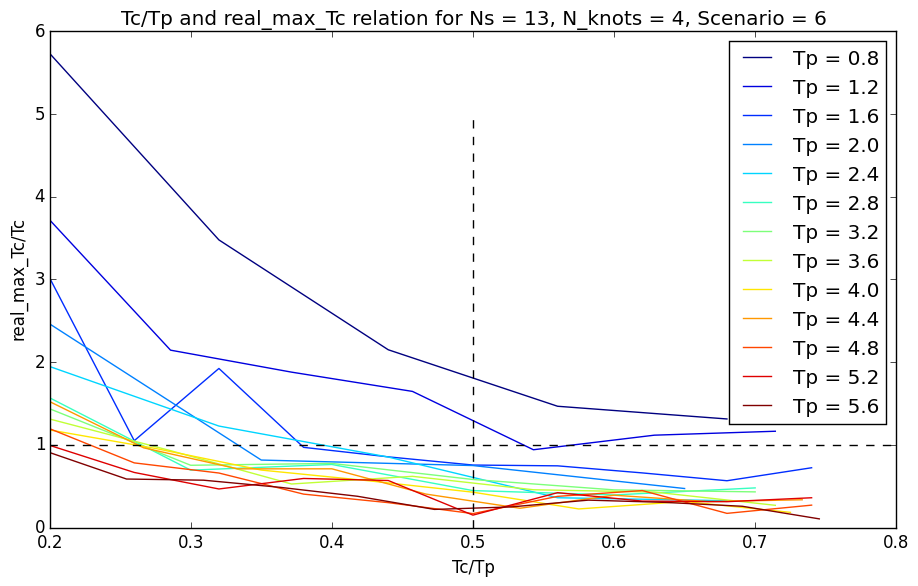 Tc/Tp and real_max_Tc relation for Ns = 13, N_knots = 4, Scenario = 6
6
5
4
3
2
1
0
real_max_Tc/Tc
Tp = 0.8
Tp = 1.2
Tp = 1.6
Tp = 2.0
Tp = 2.4
Tp = 2.8
Tp = 3.2
Tp = 3.6
Tp = 4.0
Tp = 4.4
Tp = 4.8
Tp = 5.2
Tp = 5.6
0.2 0.3 0.4 0.5 0.6 0.7 0.8
Tc/Tp